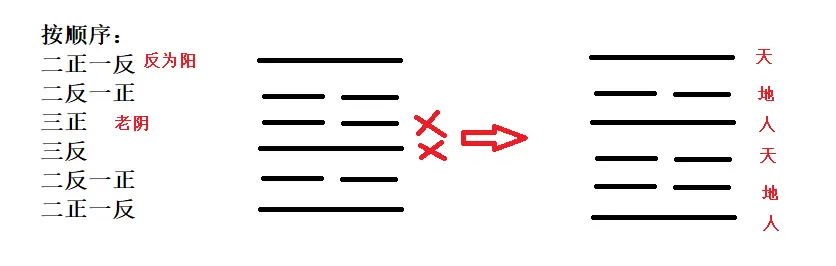 按顺序：
二正一反 反为阳
二反一正
三正 老阴
三反
二反一正
二正一反
天
地
人
天
地
人